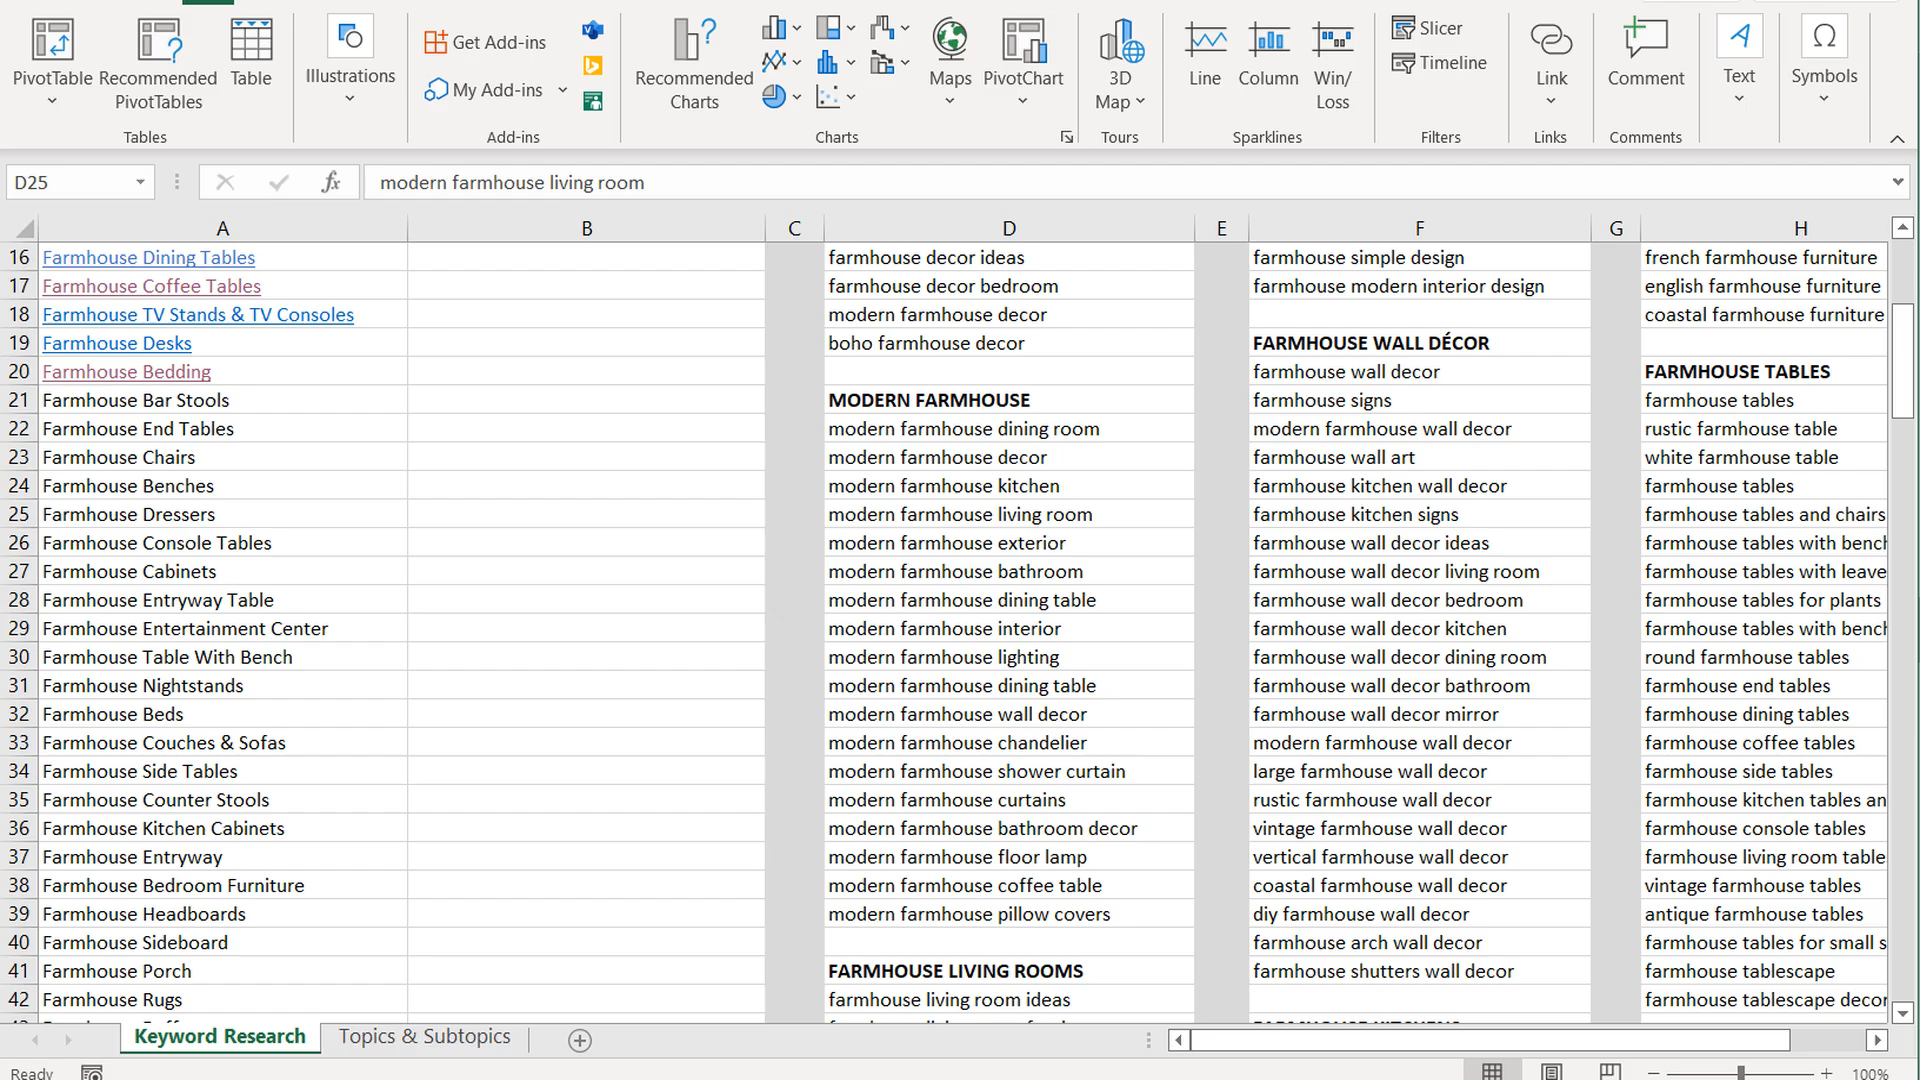 PivotTable
Recommended PivotTables
Table
Illustrations
Get Add-ins
My Add-ins
Recommended Charts
Maps
PivotChart
3D Map
Line
Column
Win/Loss
Slicer
Timeline
Link
Comment
Text
Symbols
Tables
Add-ins
Charts
Tours
Sparklines
Filters
Links
Comments
D25
fx
modern farmhouse living room
A B C D E F G H
16 Farmhouse Dining Tables farmhouse decor ideas farmhouse simple design french farmhouse furniture
17 Farmhouse Coffee Tables farmhouse decor bedroom farmhouse modern interior design english farmhouse furniture
18 Farmhouse TV Stands & TV Consoles modern farmhouse decor coastal farmhouse furniture
19 Farmhouse Desks boho farmhouse decor FARMHOUSE WALL DÉCOR
20 Farmhouse Bedding farmhouse wall decor FARMHOUSE TABLES
21 Farmhouse Bar Stools MODERN FARMHOUSE farmhouse signs farmhouse tables
22 Farmhouse End Tables modern farmhouse dining room modern farmhouse wall decor rustic farmhouse table
23 Farmhouse Chairs modern farmhouse decor farmhouse wall art white farmhouse table
24 Farmhouse Benches modern farmhouse kitchen farmhouse kitchen wall decor farmhouse tables
25 Farmhouse Dressers modern farmhouse living room farmhouse kitchen signs farmhouse tables and chairs
26 Farmhouse Console Tables modern farmhouse exterior farmhouse wall decor ideas farmhouse tables with bench
27 Farmhouse Cabinets modern farmhouse bathroom farmhouse wall decor living room farmhouse tables with leave
28 Farmhouse Entryway Table modern farmhouse dining table farmhouse wall decor bedroom farmhouse tables for plants
29 Farmhouse Entertainment Center modern farmhouse interior farmhouse wall decor kitchen farmhouse tables with bench
30 Farmhouse Table With Bench modern farmhouse lighting farmhouse wall decor dining room round farmhouse tables
31 Farmhouse Nightstands modern farmhouse dining table farmhouse wall decor bathroom farmhouse end tables
32 Farmhouse Beds modern farmhouse wall decor farmhouse wall decor mirror farmhouse dining tables
33 Farmhouse Couches & Sofas modern farmhouse chandelier modern farmhouse wall decor farmhouse coffee tables
34 Farmhouse Side Tables modern farmhouse shower curtain large farmhouse wall decor farmhouse side tables
35 Farmhouse Counter Stools modern farmhouse curtains rustic farmhouse wall decor farmhouse kitchen tables an
36 Farmhouse Kitchen Cabinets modern farmhouse bathroom decor vintage farmhouse wall decor farmhouse console tables
37 Farmhouse Entryway modern farmhouse floor lamp vertical farmhouse wall decor farmhouse living room table
38 Farmhouse Bedroom Furniture modern farmhouse coffee table coastal farmhouse wall decor vintage farmhouse tables
39 Farmhouse Headboards modern farmhouse pillow covers diy farmhouse wall decor antique farmhouse tables
40 Farmhouse Sideboard farmhouse arch wall decor farmhouse tables for small s
41 Farmhouse Porch FARMHOUSE LIVING ROOMS farmhouse shutters wall decor farmhouse tablescape
42 Farmhouse Rugs farmhouse living room ideas farmhouse tablescape decor
Keyword Research Topics & Subtopics
Ready 100%